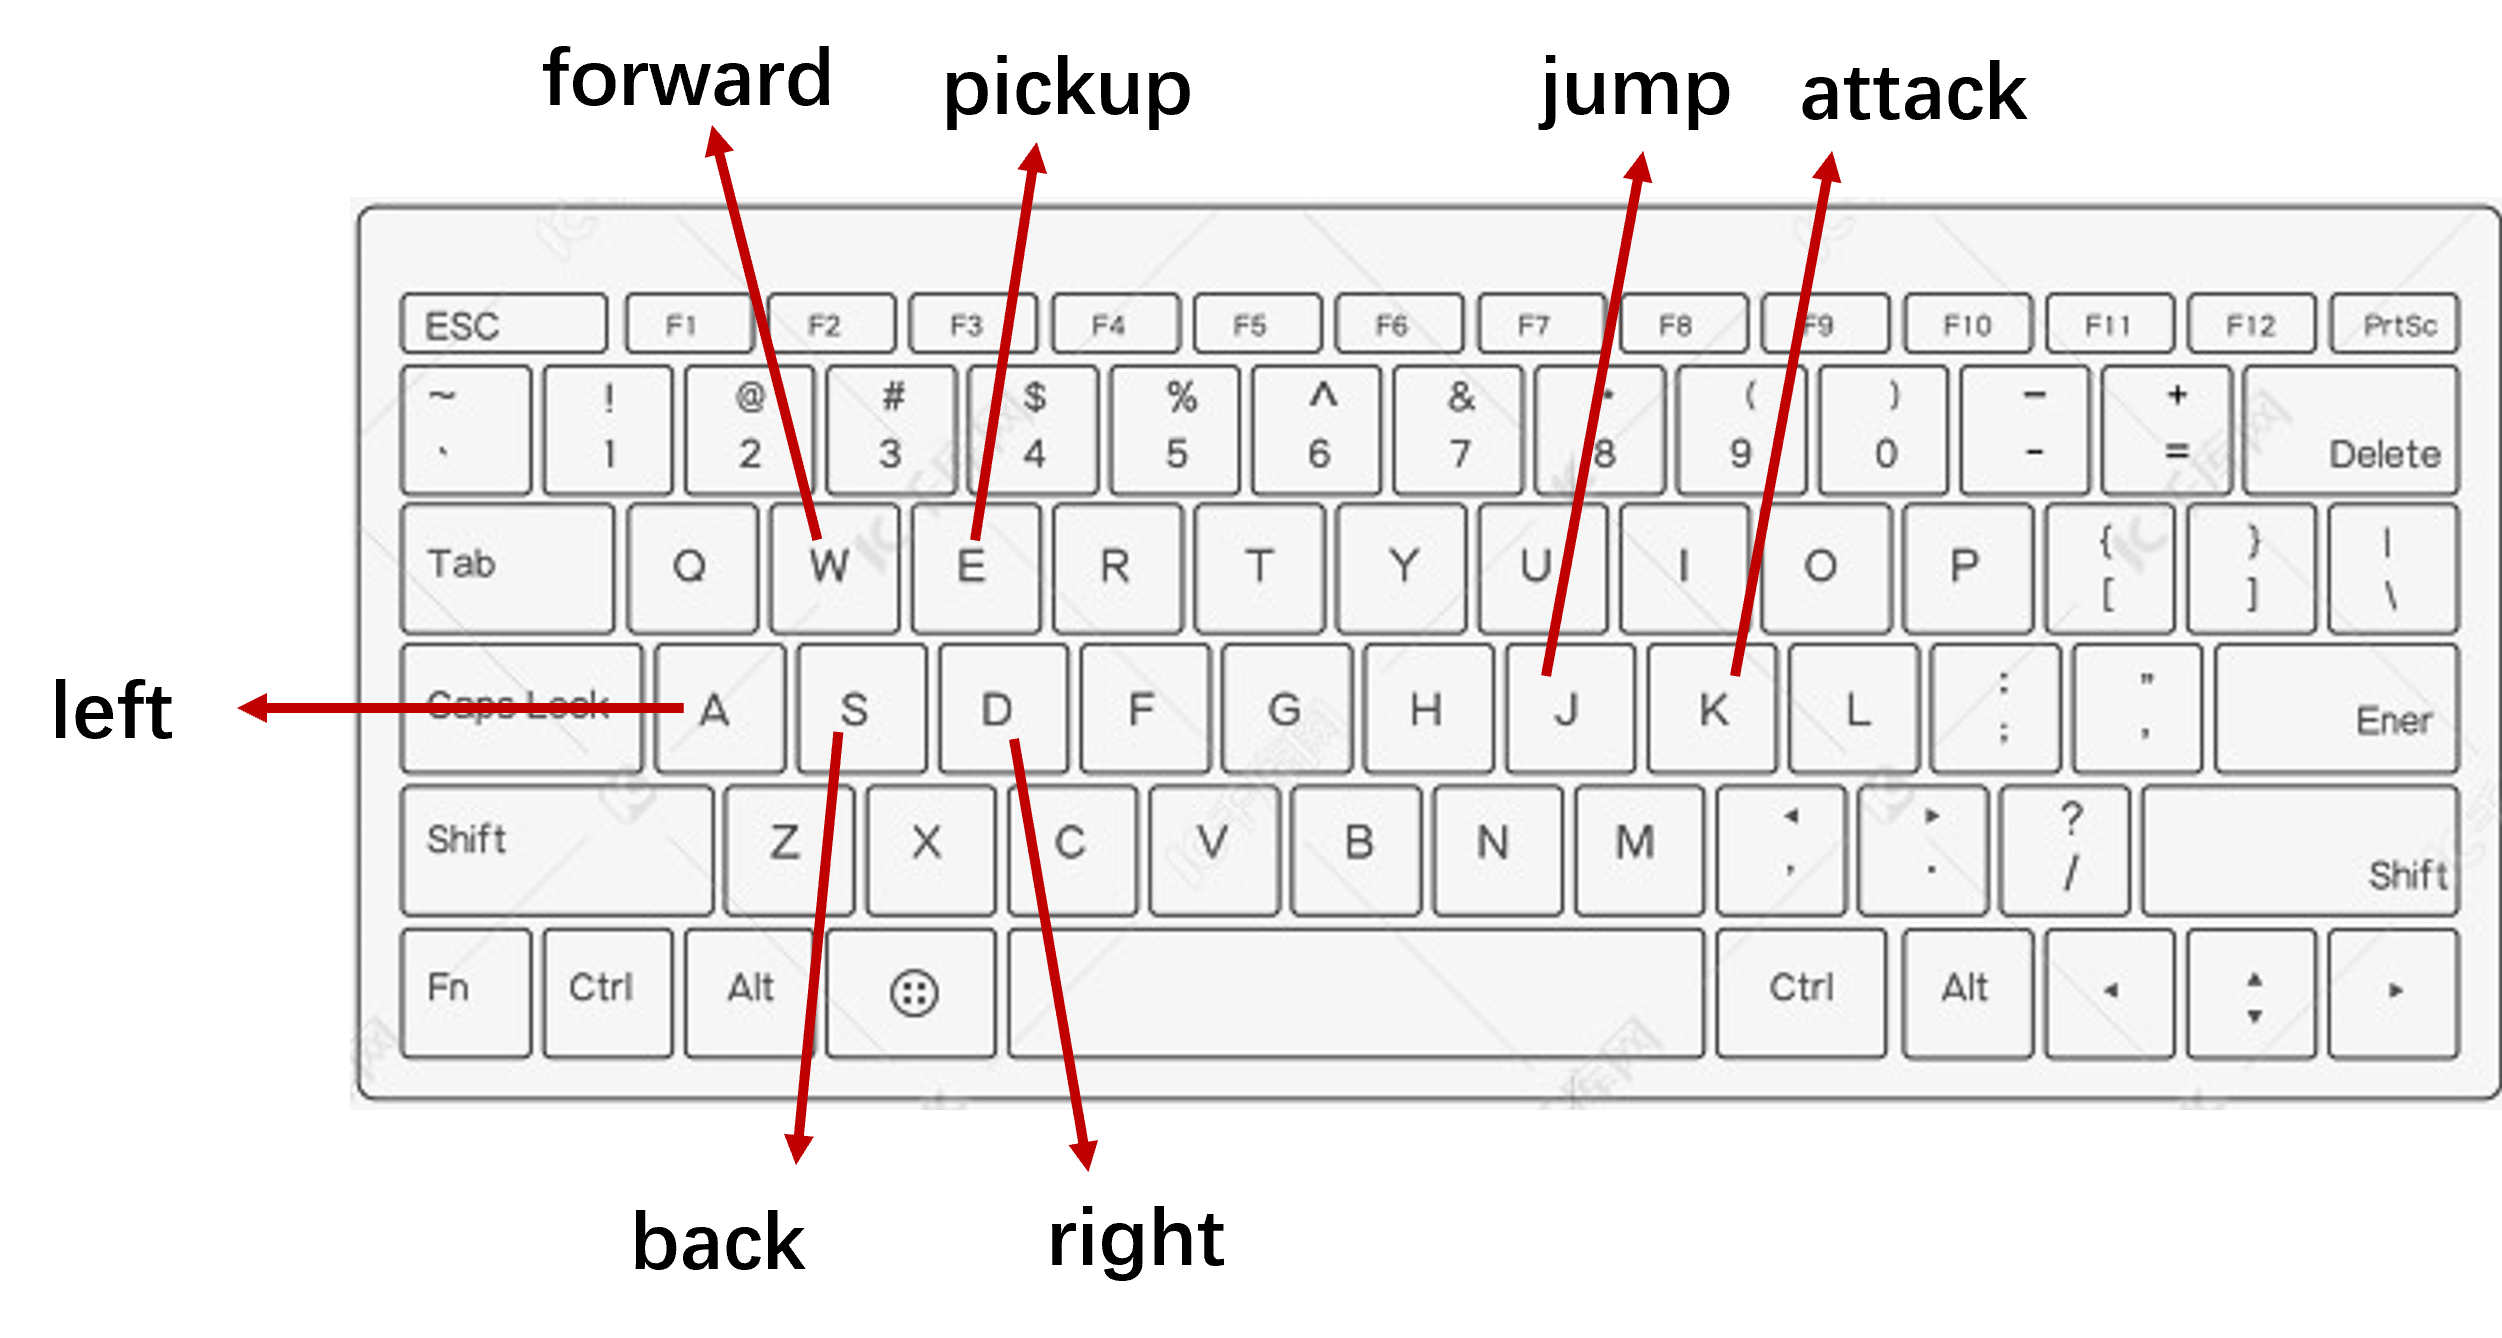 forward pickup jump attack
ESC F1 F2 F3 F4 F5 F6 F7 F8 F9 F10 F11 F12 PrtSc
~ ! @ # $ % ^ & • ( ) – + 
` 1 2 3 4 5 6 7 8 9 0 - = Delete
Tab Q W E R T Y U I O P { } |
[ ] \
left Caps Lock A S D F G H J K L : "
; ' Ener
Shift Z X C V B N M ◂ ▸ ?
, . / Shift
Fn Ctrl Alt Ctrl Alt ◂ ▴ ▾ ▸
back right